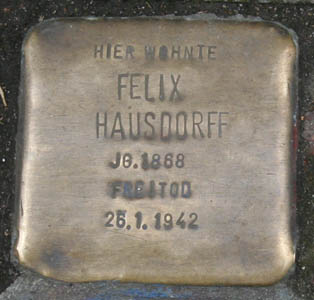 HIER WOHNTE
FELIX
HAUSDORFF
JG. 1868
FREITOD
26.1.1942